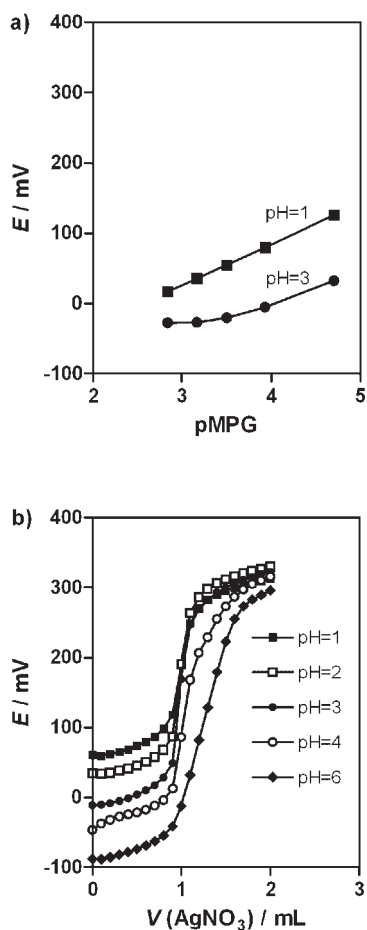 a)
400
300
200
100
0
-100
E / mV
pH=1
pH=3
2
3
4
5
pMPG
b)
400
300
200
100
0
-100
E / mV
pH=1
pH=2
pH=3
pH=4
pH=6
0
1
2
3
V (AgNO₃) / mL